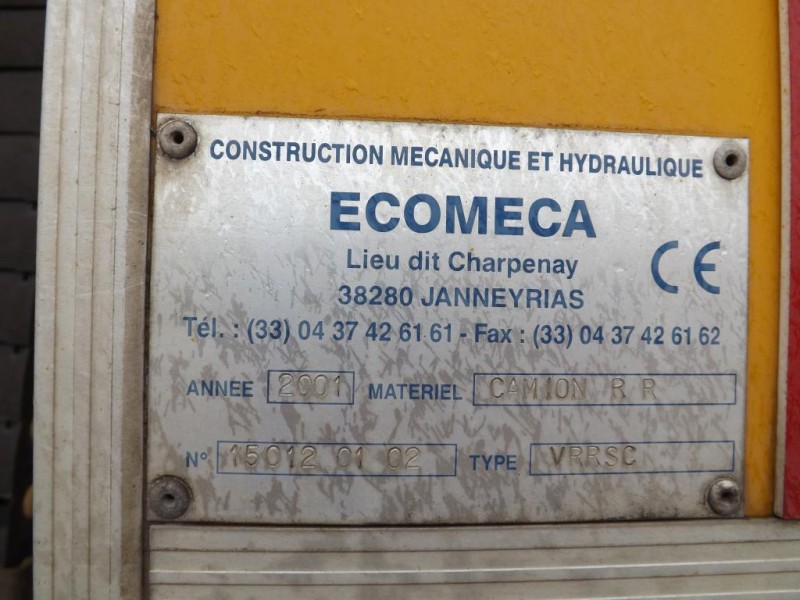 CONSTRUCTION MECANIQUE ET HYDRAULIQUE
ECOMECA
Lieu dit Charpenay
38280 JANNEYRIAS
CE
Tél. : (33) 04 37 42 61 61 - Fax : (33) 04 37 42 61 62
ANNEE 2001 MATERIEL CAMION R R
N° 15012 01 02 TYPE VRRSC